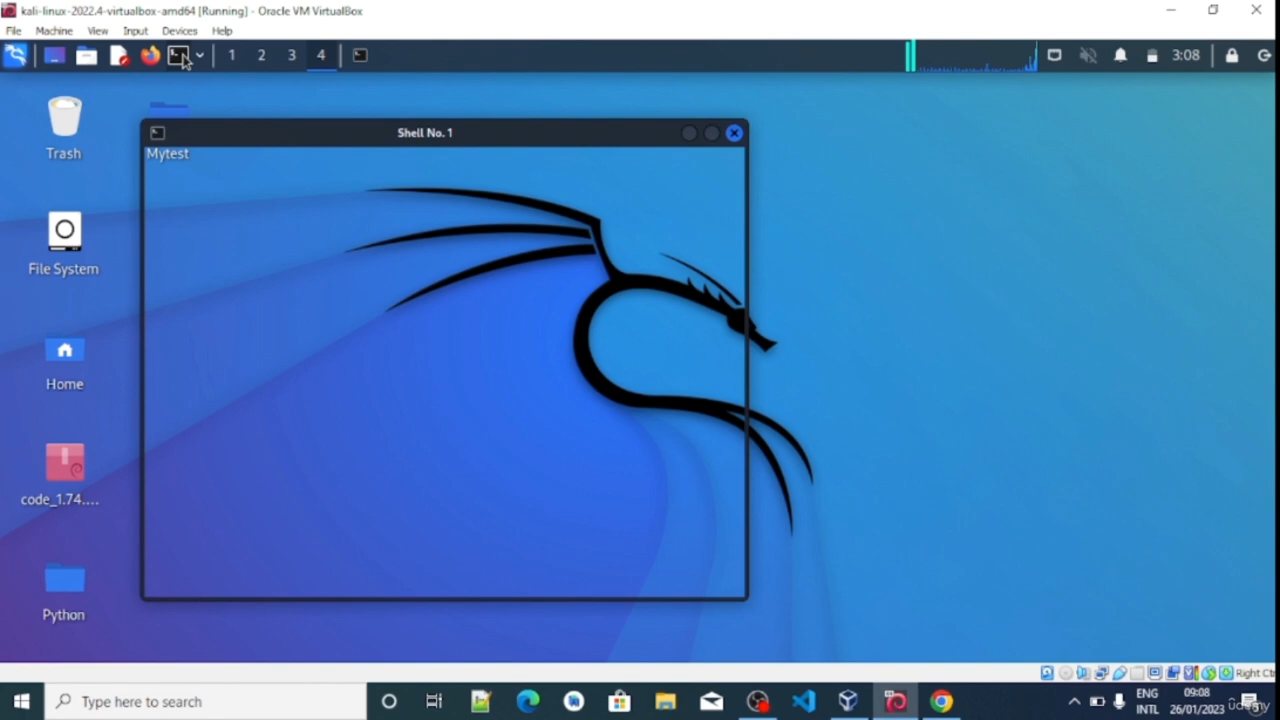 kali-linux-2022.4-virtualbox-amd64 [Running] - Oracle VM VirtualBox
File Machine View Input Devices Help
1 2 3 4 3:08
Shell No. 1
Mytest
Trash
File System
Home
code_1.74....
Python
Right Ct
Type here to search
ENG
INTL
09:08
26/01/2023
udemy